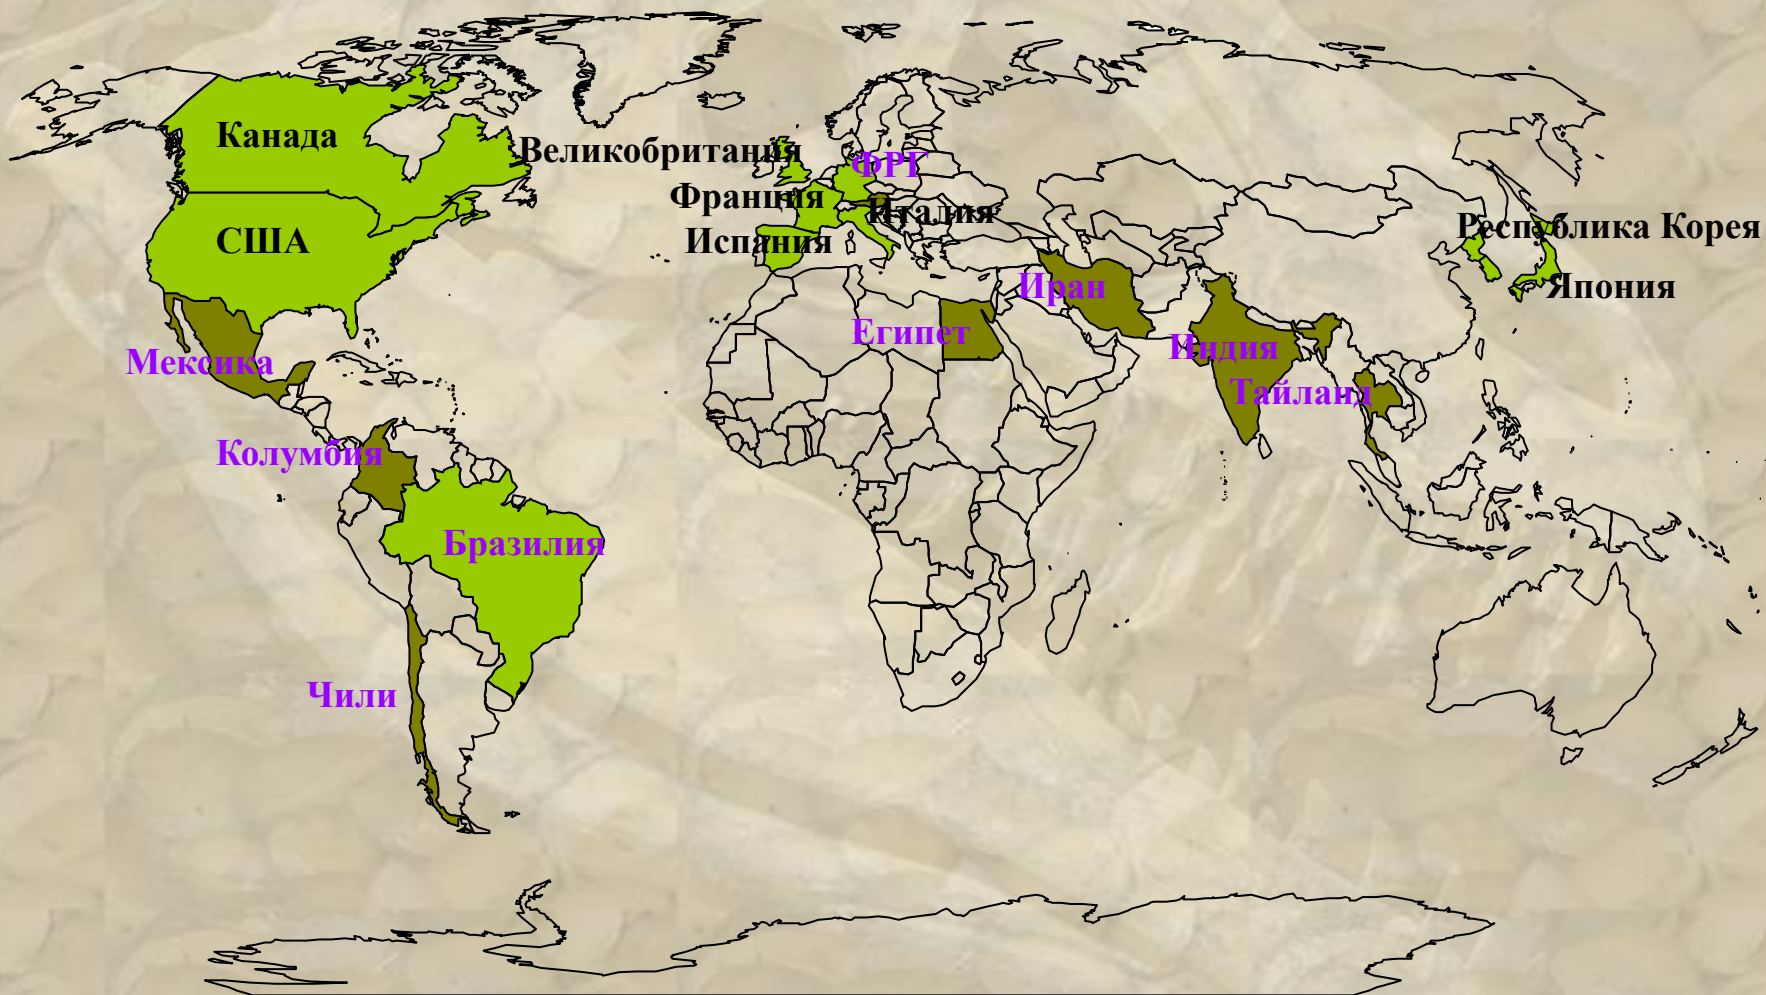 Канада
Великобритания
ФРГ
Франция
Италия
США
Испания
Республика Корея
Иран
Япония
Египет
Индия
Мексика
Тайланд
Колумбия
Бразилия
Чили